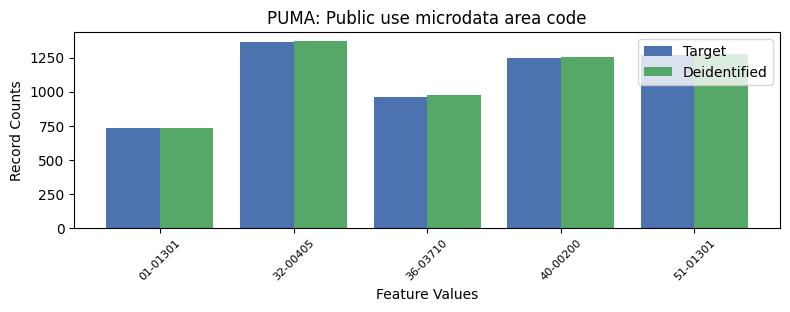 PUMA: Public use microdata area code
Target
Deidentified
Record Counts
1250
1000
750
500
250
0
01-01301
32-00405
36-03710
40-00200
51-01301
Feature Values